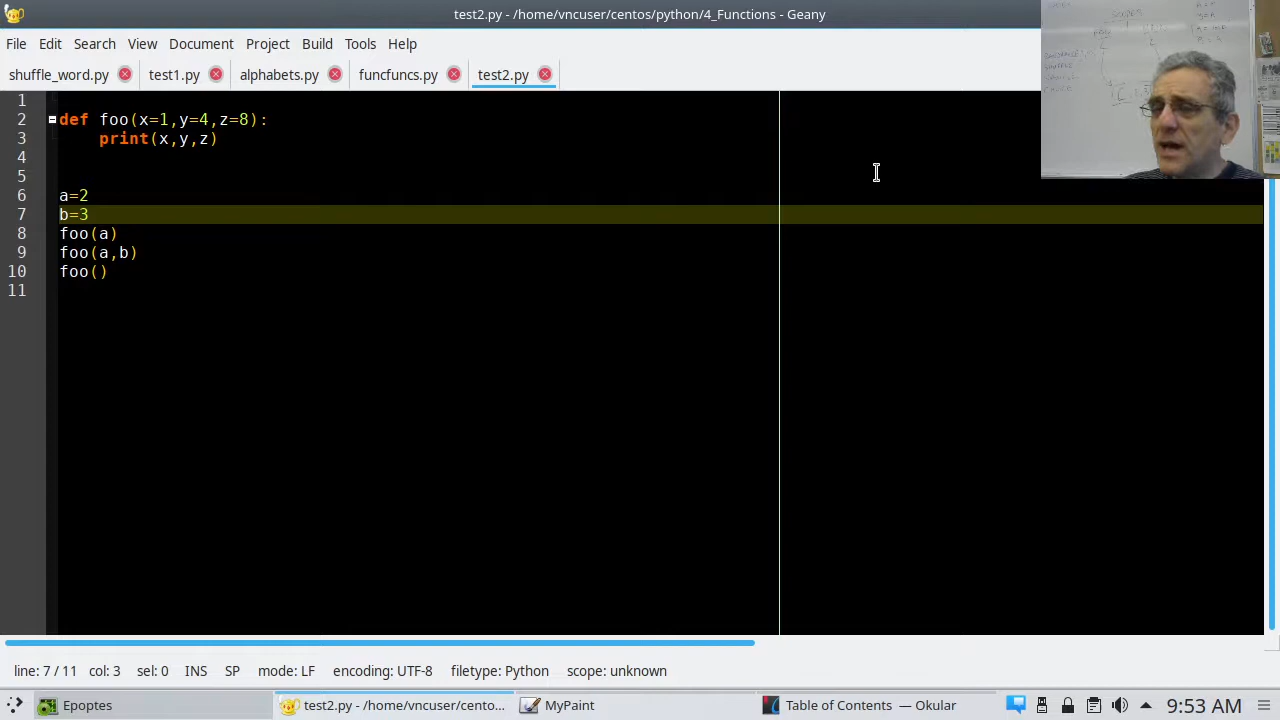 test2.py - /home/vncuser/centos/python/4_Functions - Geany
File Edit Search View Document Project Build Tools Help
shuffle_word.py test1.py alphabets.py funcfuncs.py test2.py
1
2 def foo(x=1,y=4,z=8):
3 print(x,y,z)
4
5
6 a=2
7 b=3
8 foo(a)
9 foo(a,b)
10 foo()
11
line: 7 / 11 col: 3 sel: 0 INS SP mode: LF encoding: UTF-8 filetype: Python scope: unknown
Epoptes test2.py - /home/vncuser/cento... MyPaint Table of Contents — Okular 9:53 AM